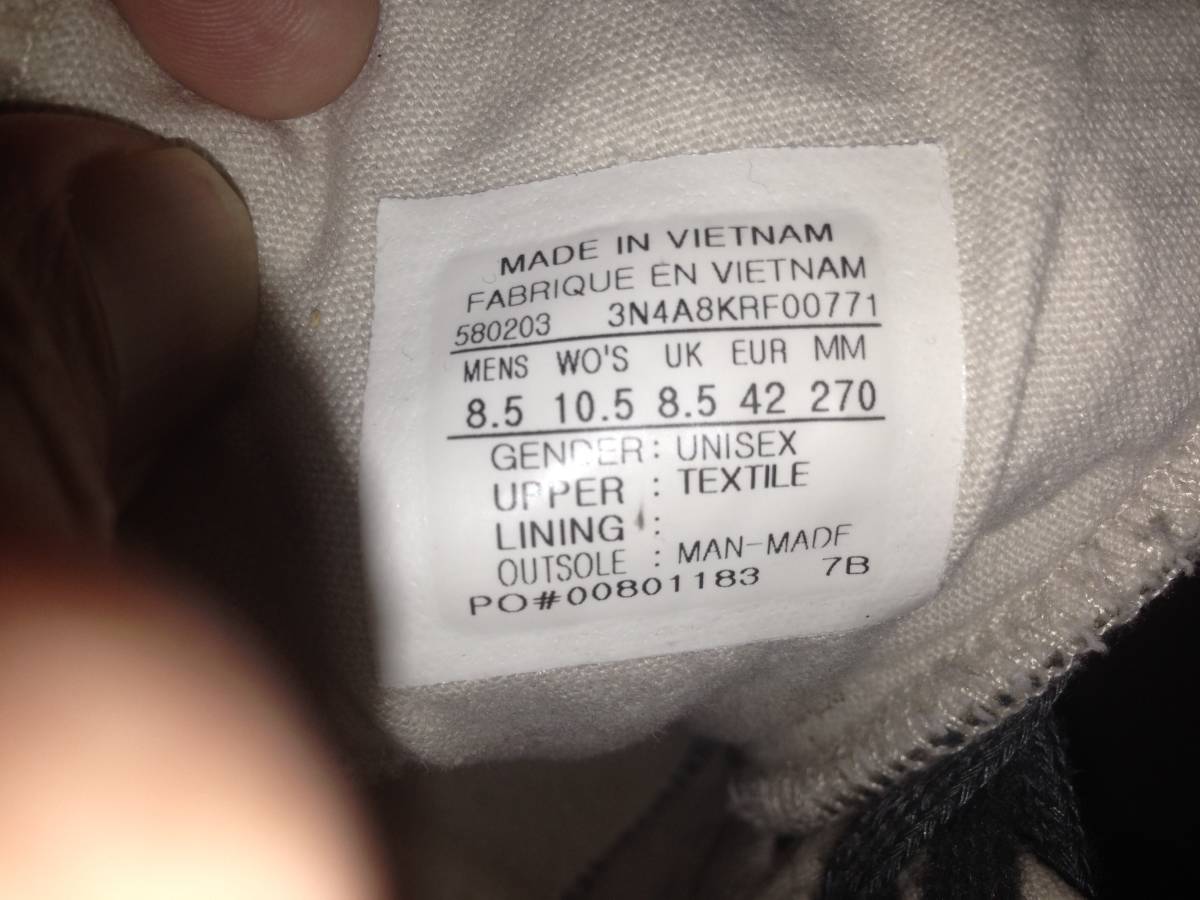 MADE IN VIETNAM
FABRIQUE EN VIETNAM
580203 3N4A8KRF00771
MENS WO'S UK EUR MM
8.5 10.5 8.5 42 270
GENDER : UNISEX
UPPER : TEXTILE
LINING :
OUTSOLE : MAN-MADE
PO#00801183 7B